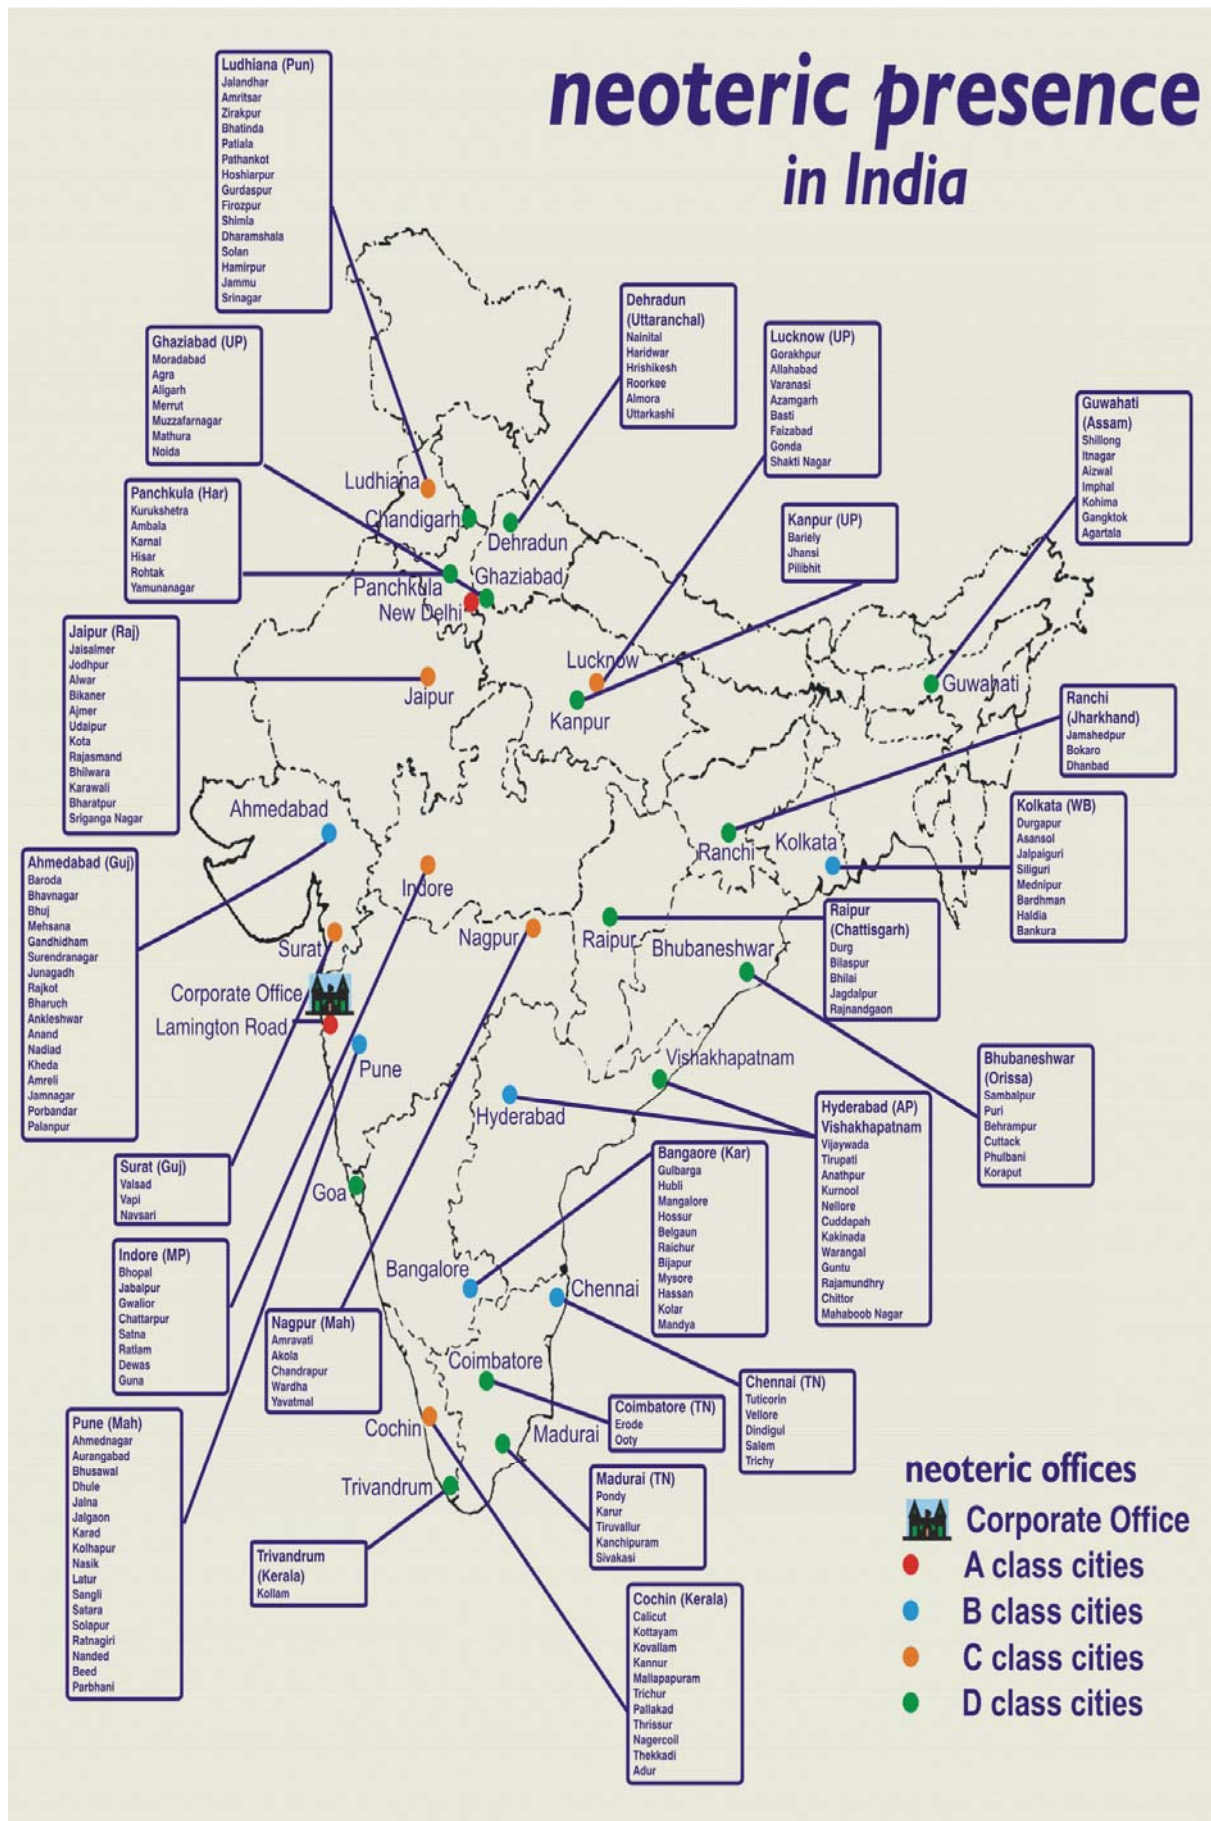 neoteric presence
in India
Ludhiana (Pun)
Jalandhar
Amritsar
Zirakpur
Bhatinda
Patiala
Pathankot
Hoshiarpur
Gurdaspur
Firozpur
Shimla
Dharamshala
Solan
Hamirpur
Jammu
Srinagar
Ghaziabad (UP)
Moradabad
Agra
Aligarh
Merrut
Muzzafarnagar
Mathura
Noida
Panchkula (Har)
Kurukshetra
Ambala
Karnal
Hisar
Rohtak
Yamunanagar
Jaipur (Raj)
Jaisalmer
Jodhpur
Alwar
Bikaner
Ajmer
Udaipur
Kota
Rajasmand
Bhilwara
Karawali
Bharatpur
Sriganga Nagar
Ahmedabad (Guj)
Baroda
Bhavnagar
Bhuj
Mehsana
Gandhidham
Surendranagar
Junagadh
Rajkot
Bharuch
Ankleshwar
Anand
Nadiad
Kheda
Amreli
Jamnagar
Porbandar
Palanpur
Surat (Guj)
Valsad
Vapi
Navsari
Indore (MP)
Bhopal
Jabalpur
Gwalior
Chattarpur
Satna
Ratlam
Dewas
Guna
Pune (Mah)
Ahmednagar
Aurangabad
Bhusawal
Dhule
Jalna
Jalgaon
Karad
Kolhapur
Nasik
Latur
Sangli
Satara
Solapur
Ratnagiri
Nanded
Beed
Parbhani
Nagpur (Mah)
Amravati
Akola
Chandrapur
Wardha
Yavatmal
Trivandrum
(Kerala)
Kollam
Dehradun
(Uttaranchal)
Nainital
Haridwar
Hrishikesh
Roorkee
Almora
Uttarkashi
Lucknow (UP)
Gorakhpur
Allahabad
Varanasi
Azamgarh
Basti
Faizabad
Gonda
Shakti Nagar
Kanpur (UP)
Bariely
Jhansi
Pilibhit
Guwahati
(Assam)
Shillong
Itnagar
Aizwal
Imphal
Kohima
Gangktok
Agartala
Ranchi
(Jharkhand)
Jamshedpur
Bokaro
Dhanbad
Kolkata (WB)
Durgapur
Asansol
Jalpaiguri
Siliguri
Mednipur
Bardhman
Haldia
Bankura
Raipur
(Chattisgarh)
Durg
Bilaspur
Bhilai
Jagdalpur
Rajnandgaon
Bhubaneshwar
(Orissa)
Sambalpur
Puri
Behrampur
Cuttack
Phulbani
Koraput
Hyderabad (AP)
Vishakhapatnam
Vijaywada
Tirupati
Anathpur
Kurnool
Nellore
Cuddapah
Kakinada
Warangal
Guntu
Rajamundhry
Chittor
Mahaboob Nagar
Bangaore (Kar)
Gulbarga
Hubli
Mangalore
Hossur
Belgaun
Raichur
Bijapur
Mysore
Hassan
Kolar
Mandya
Chennai (TN)
Tuticorin
Vellore
Dindigul
Salem
Trichy
Coimbatore (TN)
Erode
Ooty
Madurai (TN)
Pondy
Karur
Tiruvallur
Kanchipuram
Sivakasi
Cochin (Kerala)
Calicut
Kottayam
Kovallam
Kannur
Mallapapuram
Trichur
Pallakad
Thrissur
Nagercoil
Thekkadi
Adur
Ludhiana
Chandigarh
Dehradun
Panchkula
Ghaziabad
New Delhi
Jaipur
Lucknow
Kanpur
Guwahati
Ahmedabad
Indore
Ranchi
Kolkata
Surat
Nagpur
Raipur
Bhubaneshwar
Corporate Office
Lamington Road
Pune
Vishakhapatnam
Hyderabad
Goa
Bangalore
Chennai
Coimbatore
Cochin
Madurai
Trivandrum
neoteric offices
Corporate Office
A class cities
B class cities
C class cities
D class cities